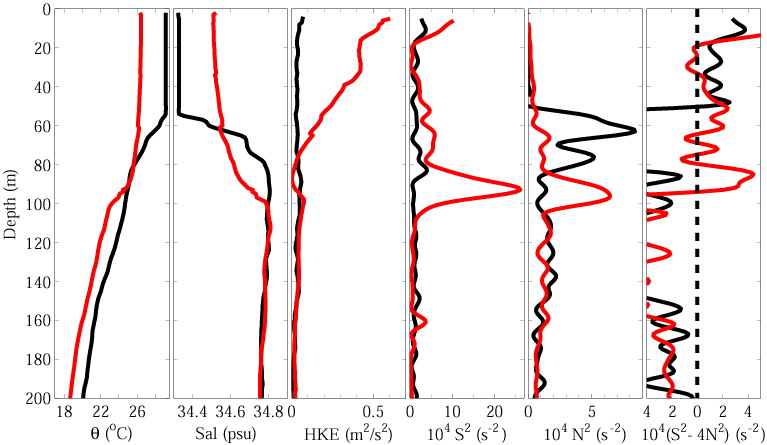 0
20
40
60
80
100
120
140
160
180
200
Depth (m)
18 22 26
34.4 34.6 34.8
0 0.5
0 10 20
0 5
-4 -2 0 2 4
θ (°C)
Sal (psu)
HKE (m²/s²)
10⁴ S² (s⁻²)
10⁴ N² (s⁻²)
10⁴(S²- 4N²) (s⁻²)